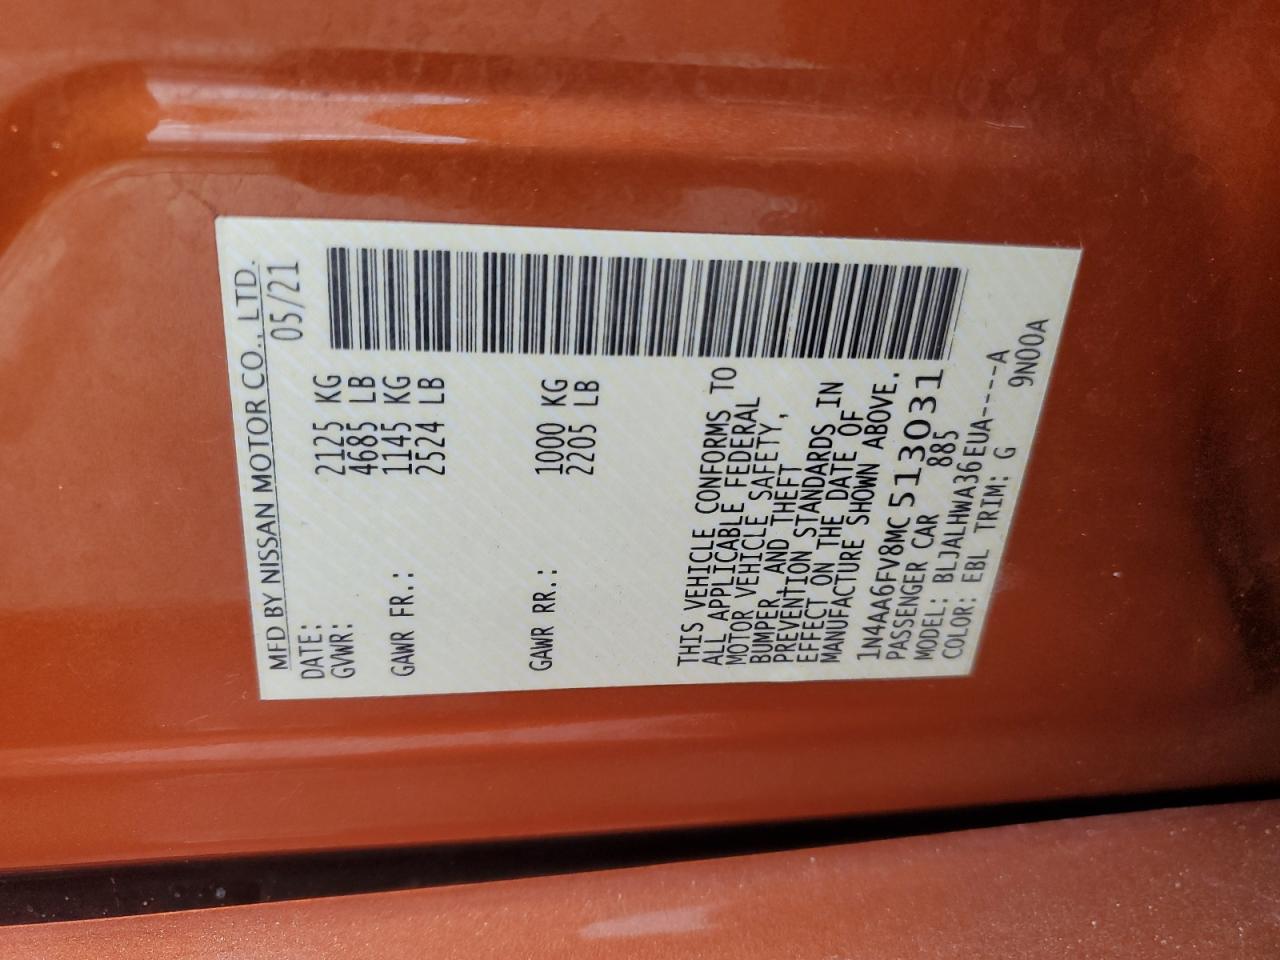 MFD BY NISSAN MOTOR CO., LTD.
DATE: 05/21
GVWR: 2125 KG
4685 LB
GAWR FR.: 1145 KG
2524 LB
GAWR RR.: 1000 KG
2205 LB
THIS VEHICLE CONFORMS TO
ALL APPLICABLE FEDERAL
MOTOR VEHICLE SAFETY,
BUMPER, AND THEFT
PREVENTION STANDARDS IN
EFFECT ON THE DATE OF
MANUFACTURE SHOWN ABOVE.
1N4AA6FV8MC513031
PASSENGER CAR 885
MODEL: BLJALHWA36EUA-----A
COLOR: EBL TRIM: G 9N00A